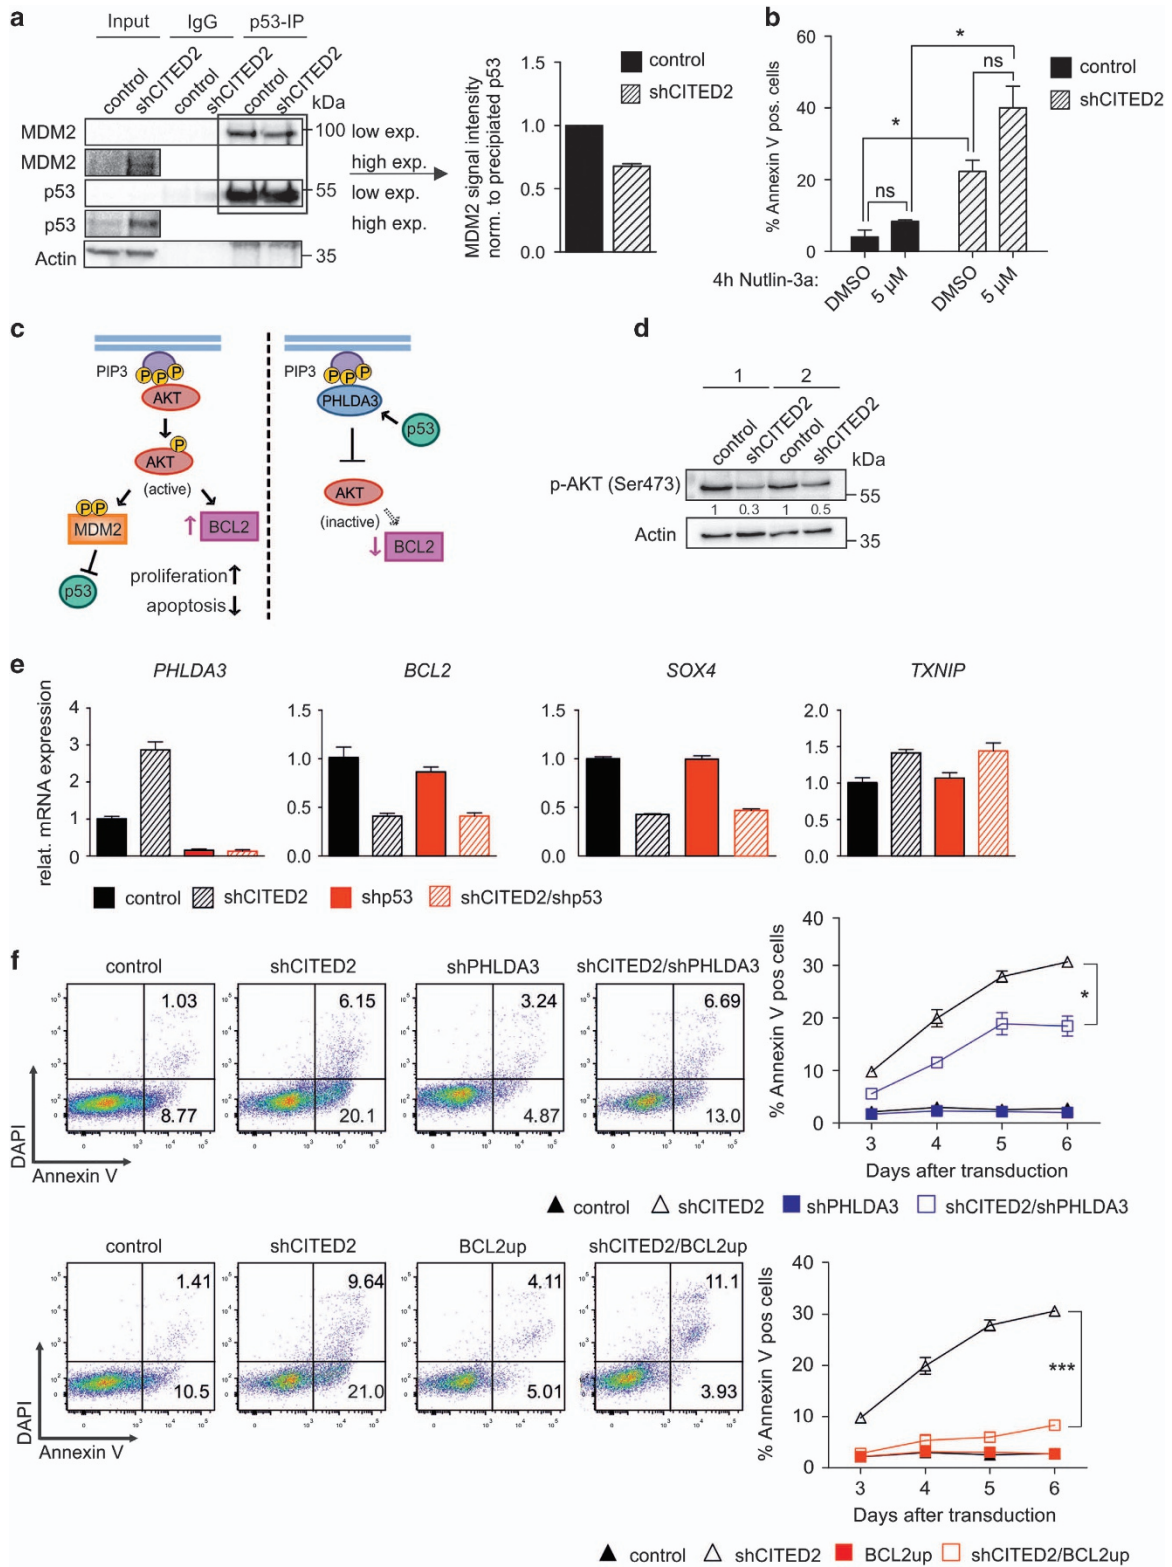 a
Input IgG p53-IP
control shCITED2 control shCITED2 control shCITED2
kDa
MDM2 100 low exp.
MDM2 high exp.
p53 55 low exp.
p53 high exp.
Actin 35
MDM2 signal intensity
norm. to precipiated p53
1.5
1.0
0.5
0.0
control
shCITED2
b
% Annexin V pos. cells
60
40
20
0
*
*
ns
ns
control
shCITED2
4h Nutlin-3a: DMSO 5 µM DMSO 5 µM
c
PIP3
P P P
AKT
P
AKT
(active)
P P
MDM2
BCL2
p53
proliferation
apoptosis
PIP3
P P P
PHLDA3
p53
AKT
(inactive)
BCL2
d
1 2
control shCITED2 control shCITED2
kDa
p-AKT (Ser473) 55
1 0.3 1 0.5
Actin 35
e
PHLDA3 BCL2 SOX4 TXNIP
relat. mRNA expression
4
3
2
1
0
1.5
1.0
0.5
0.0
1.5
1.0
0.5
0.0
2.0
1.5
1.0
0.5
0.0
control shCITED2 shp53 shCITED2/shp53
f
control shCITED2 shPHLDA3 shCITED2/shPHLDA3
1.03 6.15 3.24 6.69
8.77 20.1 4.87 13.0
DAPI
Annexin V
% Annexin V pos cells
40
30
20
10
0
*
3 4 5 6
Days after transduction
control shCITED2 shPHLDA3 shCITED2/shPHLDA3
control shCITED2 BCL2up shCITED2/BCL2up
1.41 9.64 4.11 11.1
10.5 21.0 5.01 3.93
DAPI
Annexin V
% Annexin V pos cells
40
30
20
10
0
***
3 4 5 6
Days after transduction
control shCITED2 BCL2up shCITED2/BCL2up